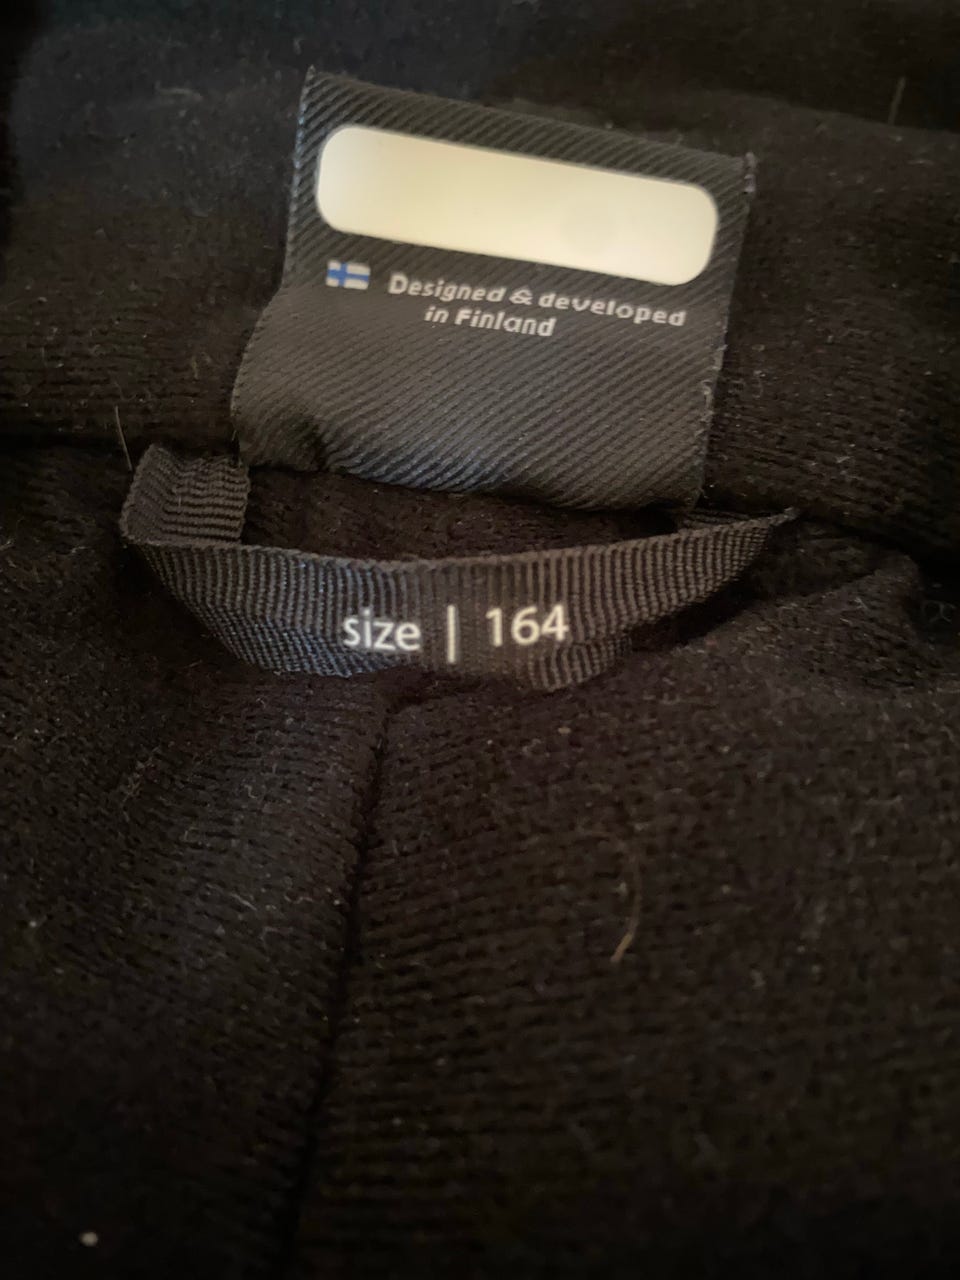 Designed & developed
in Finland
size | 164